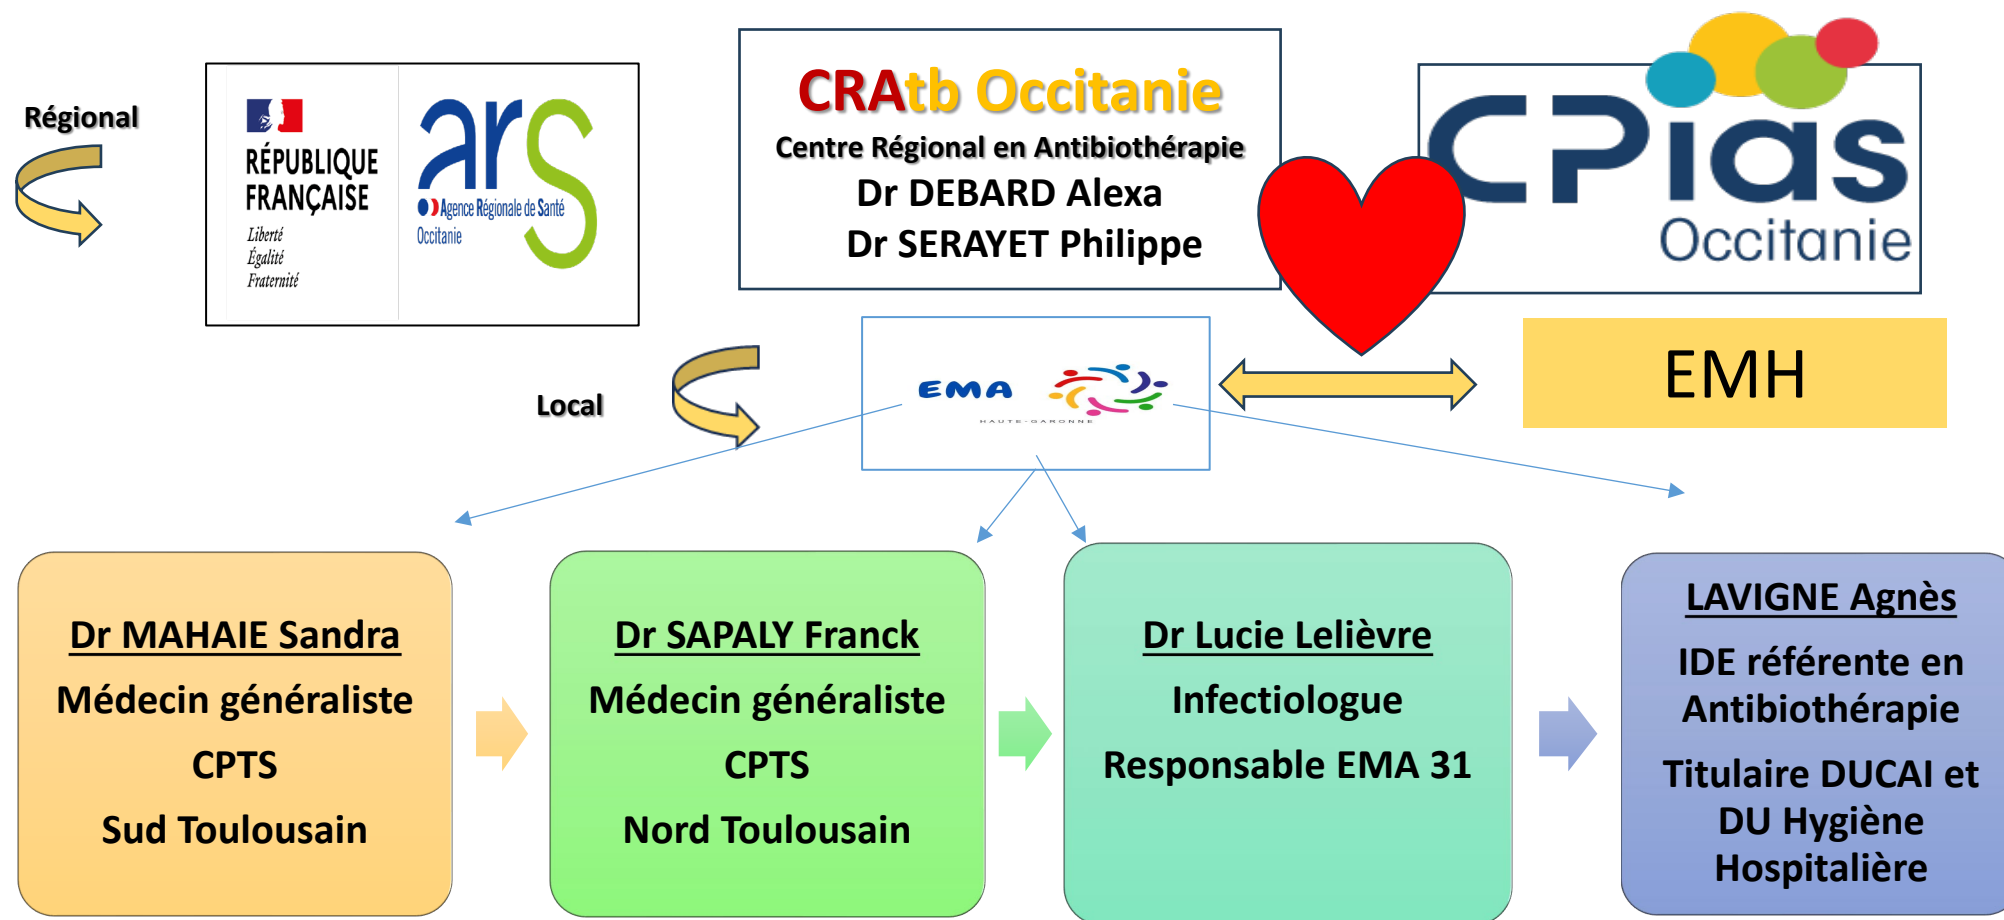 Régional
RÉPUBLIQUE
FRANÇAISE
Liberté
Égalité
Fraternité
ars
Agence Régionale de Santé
Occitanie
CRAtb Occitanie
Centre Régional en Antibiothérapie
Dr DEBARD Alexa
Dr SERAYET Philippe
CPias
Occitanie
Local
EMA
HAUTE-GARONNE
EMH
Dr MAHAIE Sandra
Médecin généraliste
CPTS
Sud Toulousain
Dr SAPALY Franck
Médecin généraliste
CPTS
Nord Toulousain
Dr Lucie Lelièvre
Infectiologue
Responsable EMA 31
LAVIGNE Agnès
IDE référente en
Antibiothérapie
Titulaire DUCAI et
DU Hygiène
Hospitalière